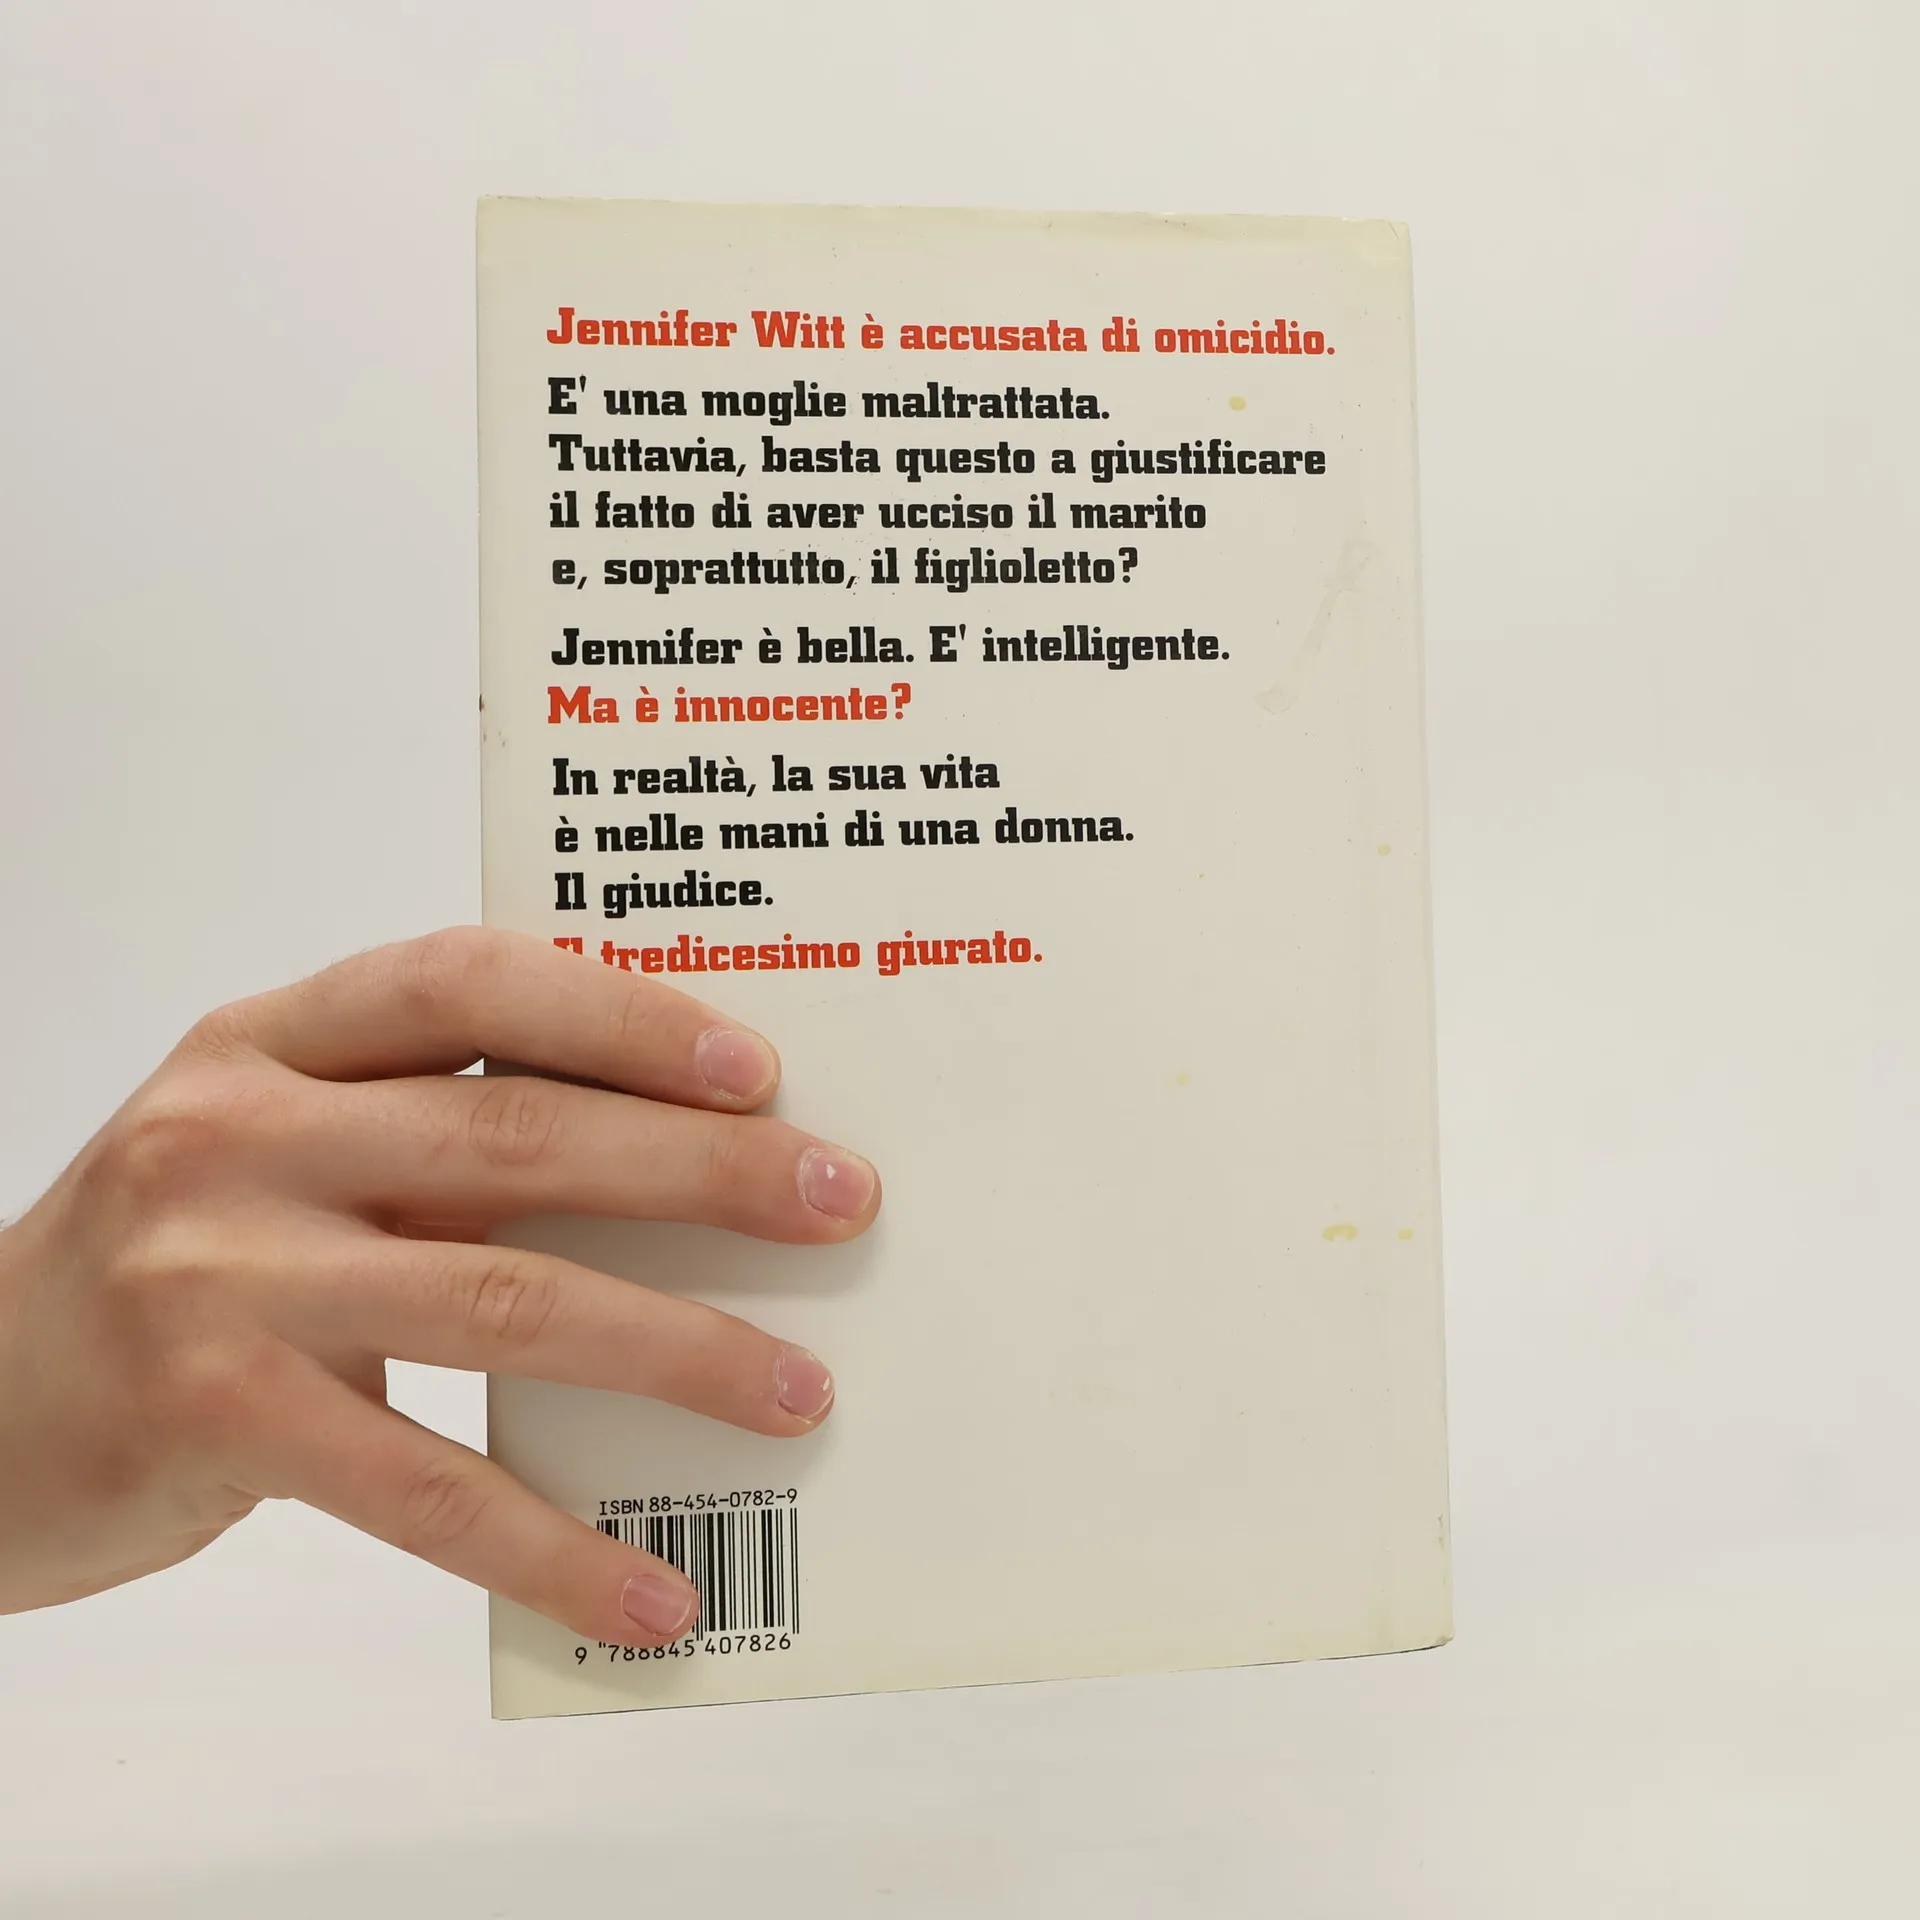 Jennifer Witt è accusata di omicidio.
E' una moglie maltrattata.
Tuttavia, basta questo a giustificare
il fatto di aver ucciso il marito
e, soprattutto, il figlioletto?
Jennifer è bella. E' intelligente.
Ma è innocente?
In realtà, la sua vita
è nelle mani di una donna.
Il giudice.
Il tredicesimo giurato.
ISBN 88-454-0782-9
9 788845 407826